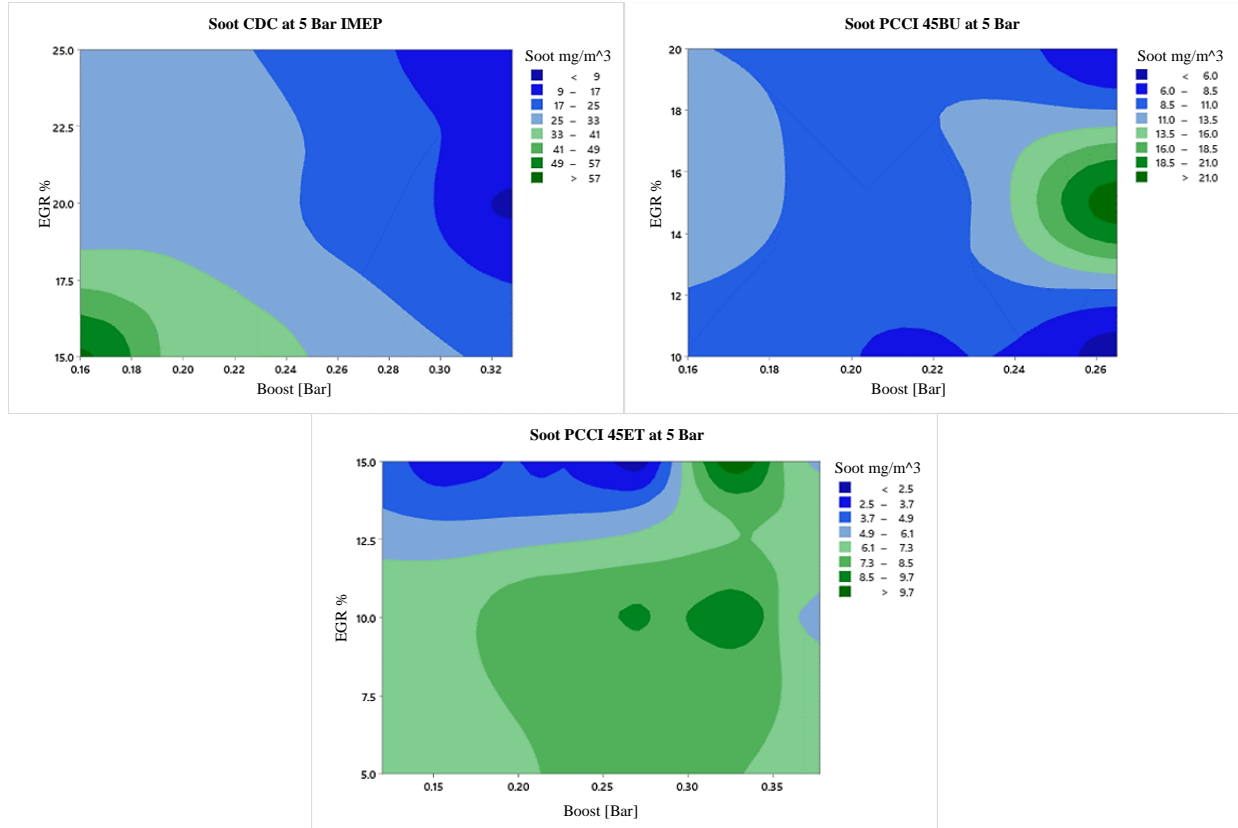 Soot CDC at 5 Bar IMEP
Soot mg/m^3
< 9
9 – 17
17 – 25
25 – 33
33 – 41
41 – 49
49 – 57
> 57
EGR %
25.0
22.5
20.0
17.5
15.0
0.16 0.18 0.20 0.22 0.24 0.26 0.28 0.30 0.32
Boost [Bar]
Soot PCCI 45BU at 5 Bar
Soot mg/m^3
< 6.0
6.0 – 8.5
8.5 – 11.0
11.0 – 13.5
13.5 – 16.0
16.0 – 18.5
18.5 – 21.0
> 21.0
EGR %
20
18
16
14
12
10
0.16 0.18 0.20 0.22 0.24 0.26
Boost [Bar]
Soot PCCI 45ET at 5 Bar
Soot mg/m^3
< 2.5
2.5 – 3.7
3.7 – 4.9
4.9 – 6.1
6.1 – 7.3
7.3 – 8.5
8.5 – 9.7
> 9.7
EGR %
15.0
12.5
10.0
7.5
5.0
0.15 0.20 0.25 0.30 0.35
Boost [Bar]